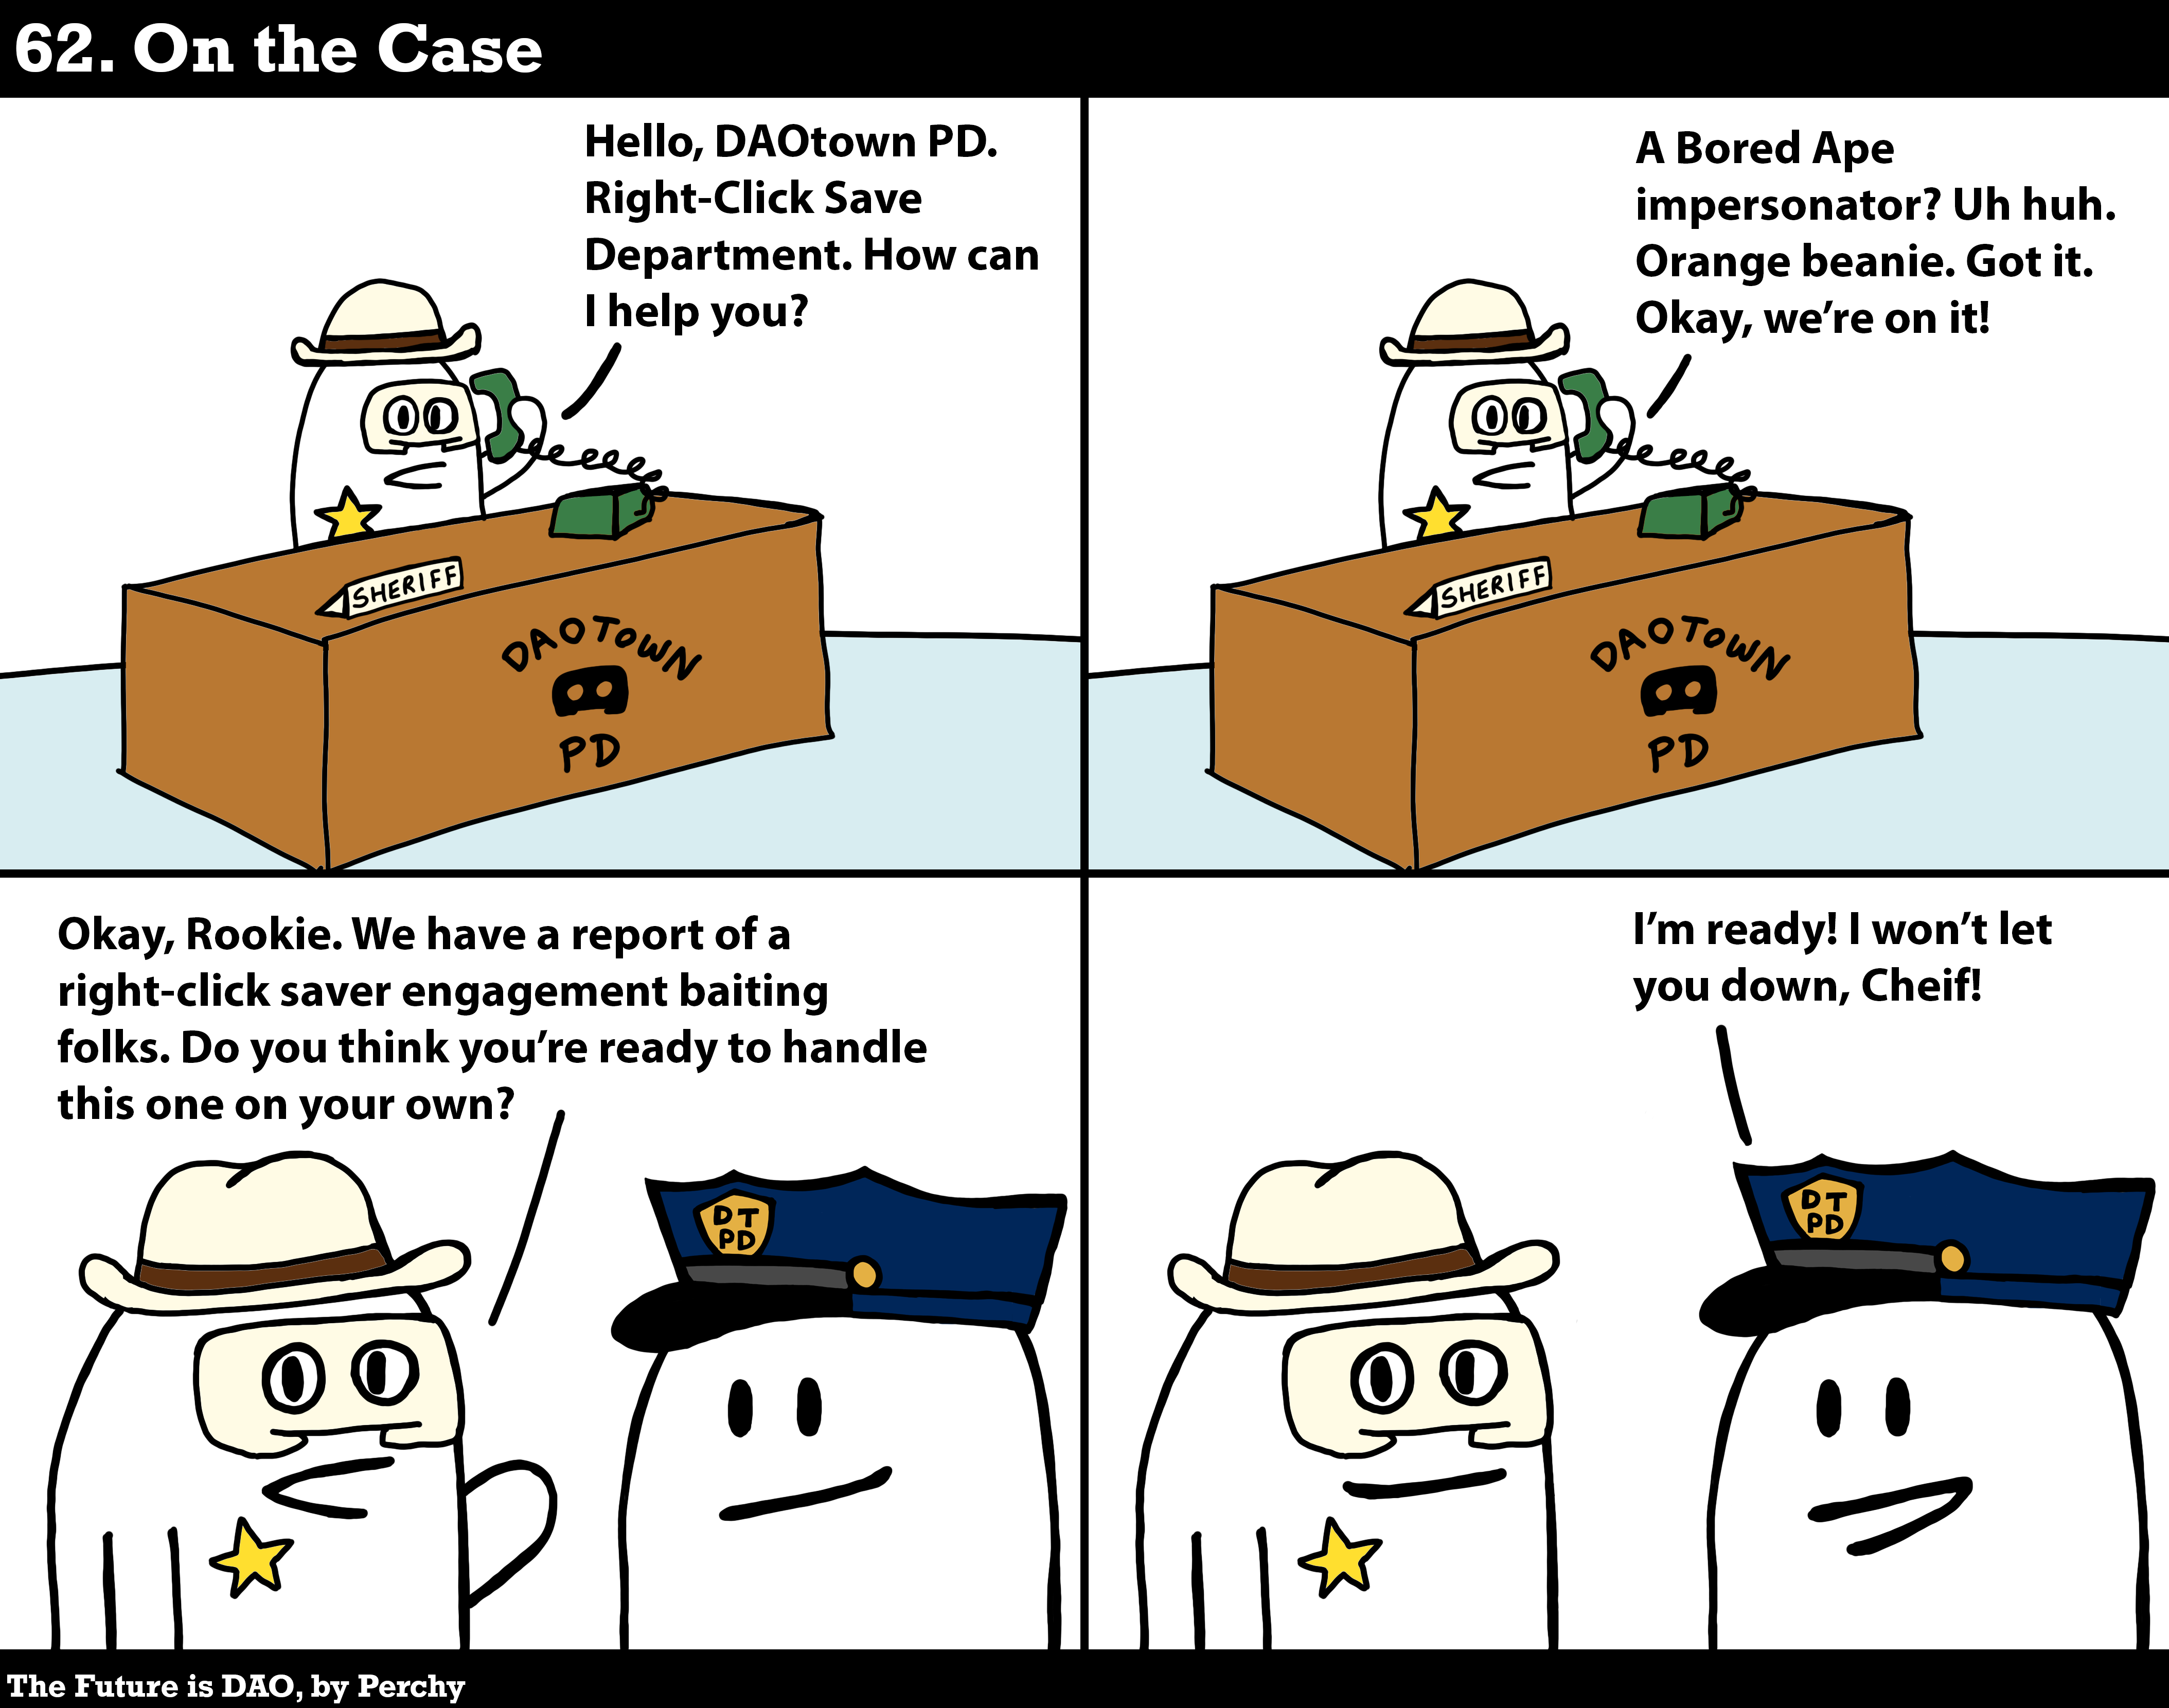 62. On the Case
Hello, DAOtown PD.
Right-Click Save
Department. How can
I help you?
SHERIFF
DAOTOWN
PD
A Bored Ape
impersonator? Uh huh.
Orange beanie. Got it.
Okay, we're on it!
SHERIFF
DAOTOWN
PD
Okay, Rookie. We have a report of a
right-click saver engagement baiting
folks. Do you think you're ready to handle
this one on your own?
DT
PD
I'm ready! I won't let
you down, Cheif!
DT
PD
The Future is DAO, by Perchy